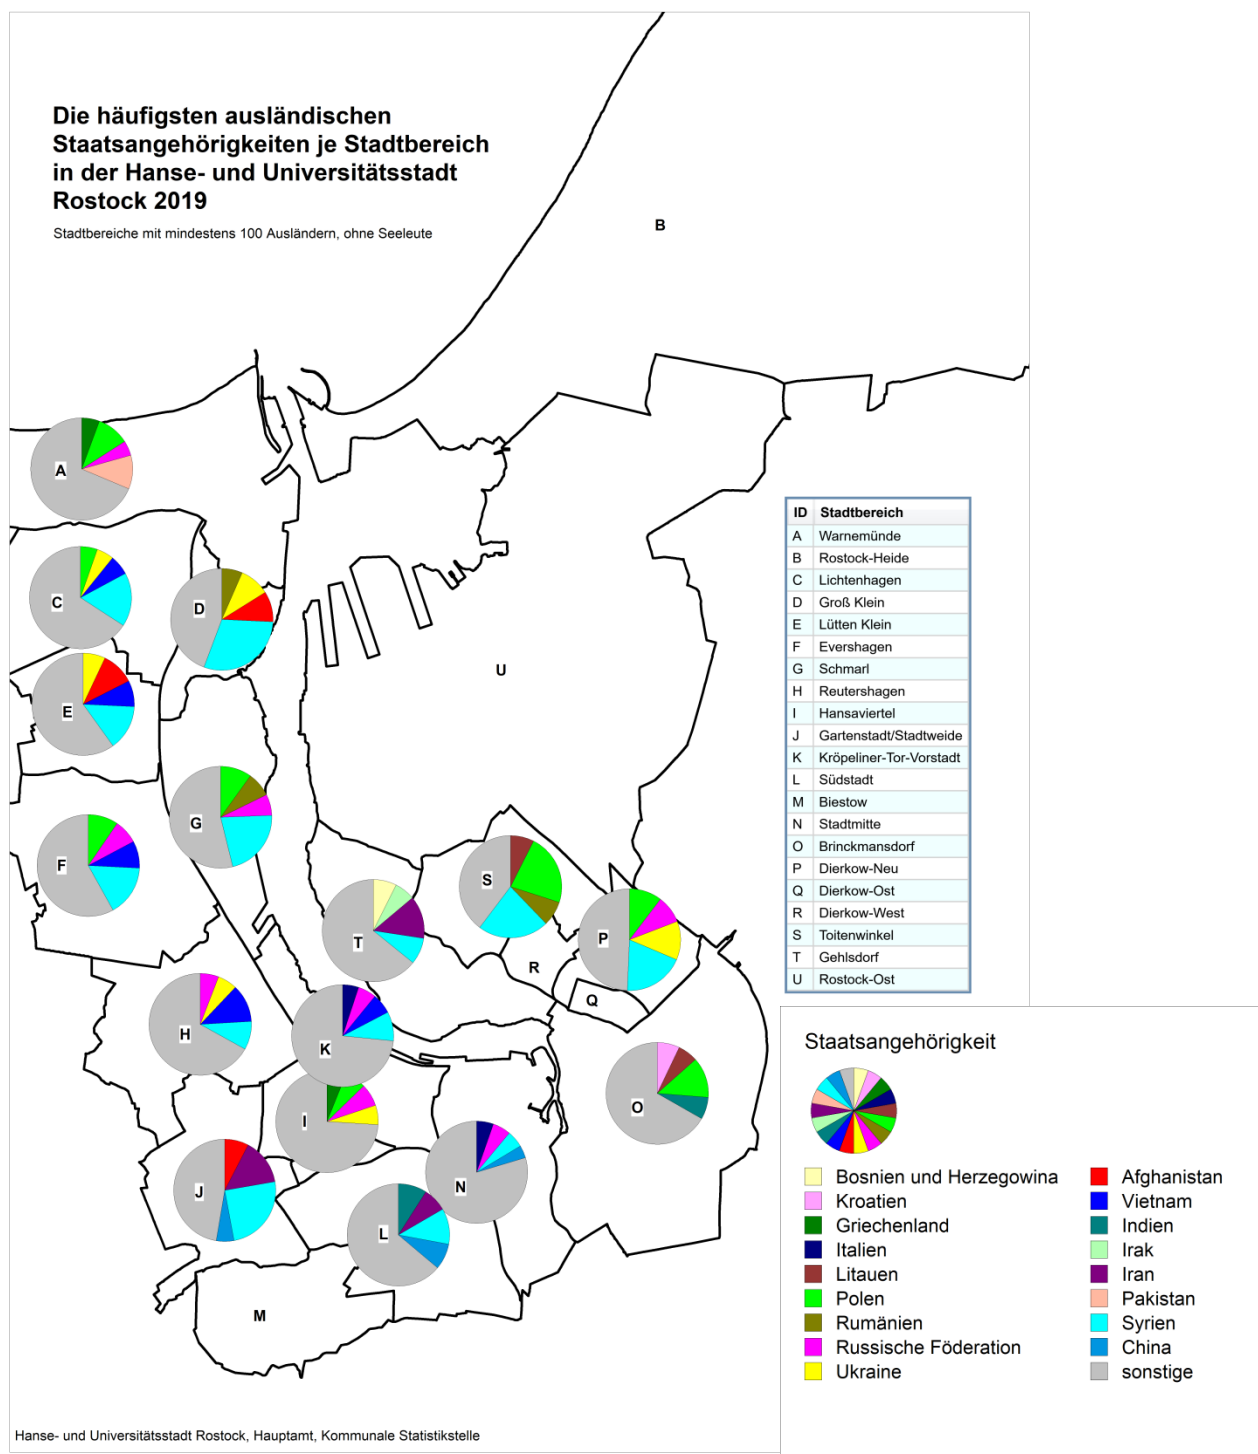 Die häufigsten ausländischen
Staatsangehörigkeiten je Stadtbereich
in der Hanse- und Universitätsstadt
Rostock 2019
Stadtbereiche mit mindestens 100 Ausländern, ohne Seeleute
B
A
C
D
E
U
G
F
S
T
P
R
Q
H
K
O
I
N
J
L
M
ID Stadtbereich
A Warnemünde
B Rostock-Heide
C Lichtenhagen
D Groß Klein
E Lütten Klein
F Evershagen
G Schmarl
H Reutershagen
I Hansaviertel
J Gartenstadt/Stadtweide
K Kröpeliner-Tor-Vorstadt
L Südstadt
M Biestow
N Stadtmitte
O Brinckmansdorf
P Dierkow-Neu
Q Dierkow-Ost
R Dierkow-West
S Toitenwinkel
T Gehlsdorf
U Rostock-Ost
Staatsangehörigkeit
Bosnien und Herzegowina
Kroatien
Griechenland
Italien
Litauen
Polen
Rumänien
Russische Föderation
Ukraine
Afghanistan
Vietnam
Indien
Irak
Iran
Pakistan
Syrien
China
sonstige
Hanse- und Universitätsstadt Rostock, Hauptamt, Kommunale Statistikstelle